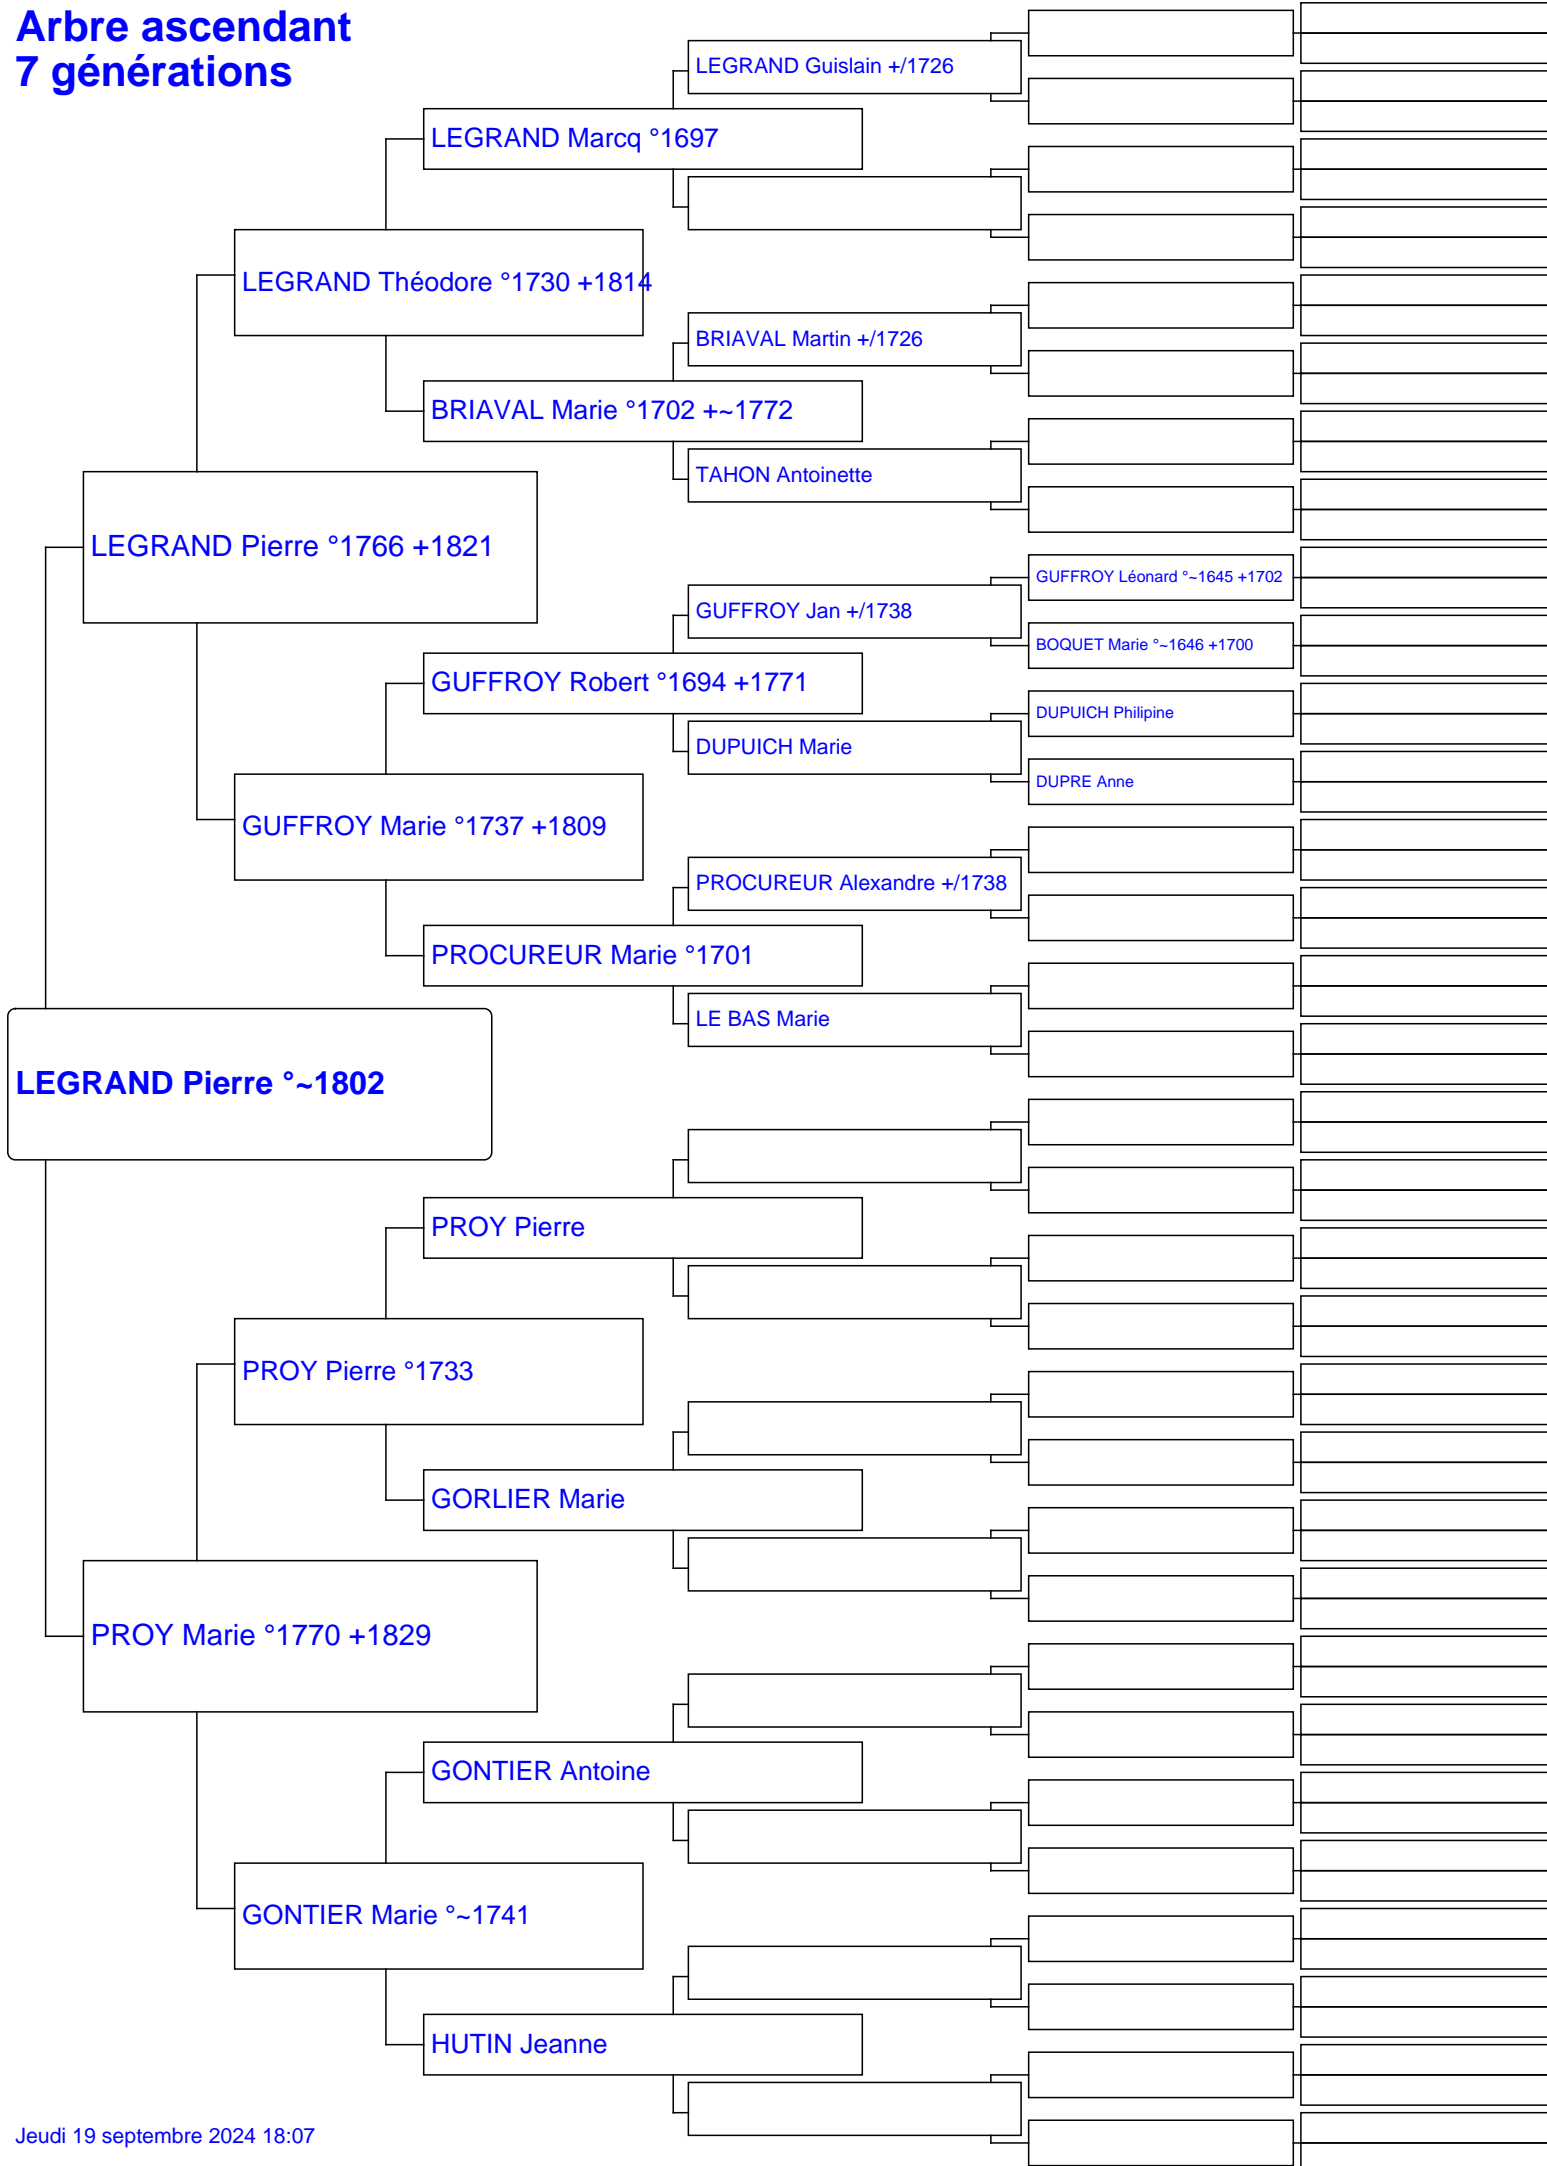 Arbre ascendant
7 générations
LEGRAND Guislain +/1726
LEGRAND Marcq °1697
LEGRAND Théodore °1730 +1814
BRIAVAL Martin +/1726
BRIAVAL Marie °1702 +~1772
TAHON Antoinette
LEGRAND Pierre °1766 +1821
GUFFROY Léonard °~1645 +1702
GUFFROY Jan +/1738
BOQUET Marie °~1646 +1700
GUFFROY Robert °1694 +1771
DUPUICH Philipine
DUPUICH Marie
DUPRE Anne
GUFFROY Marie °1737 +1809
PROCUREUR Alexandre +/1738
PROCUREUR Marie °1701
LE BAS Marie
LEGRAND Pierre °~1802
PROY Pierre
PROY Pierre °1733
GORLIER Marie
PROY Marie °1770 +1829
GONTIER Antoine
GONTIER Marie °~1741
HUTIN Jeanne
Jeudi 19 septembre 2024 18:07